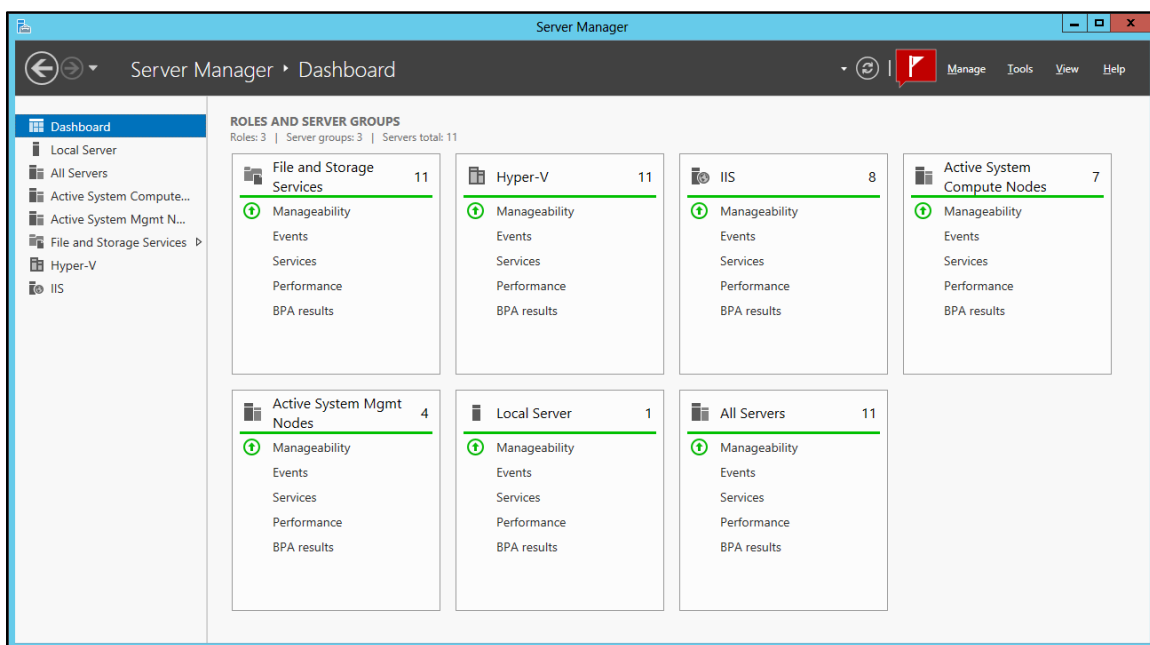 Server Manager
Server Manager ‣ Dashboard
Manage Tools View Help
Dashboard
Local Server
All Servers
Active System Compute...
Active System Mgmt N...
File and Storage Services
Hyper-V
IIS
ROLES AND SERVER GROUPS
Roles: 3 | Server groups: 3 | Servers total: 11
File and Storage
Services
11
Manageability
Events
Services
Performance
BPA results
Hyper-V 11
Manageability
Events
Services
Performance
BPA results
IIS 8
Manageability
Events
Services
Performance
BPA results
Active System
Compute Nodes
7
Manageability
Events
Services
Performance
BPA results
Active System Mgmt
Nodes
4
Manageability
Events
Services
Performance
BPA results
Local Server 1
Manageability
Events
Services
Performance
BPA results
All Servers 11
Manageability
Events
Services
Performance
BPA results